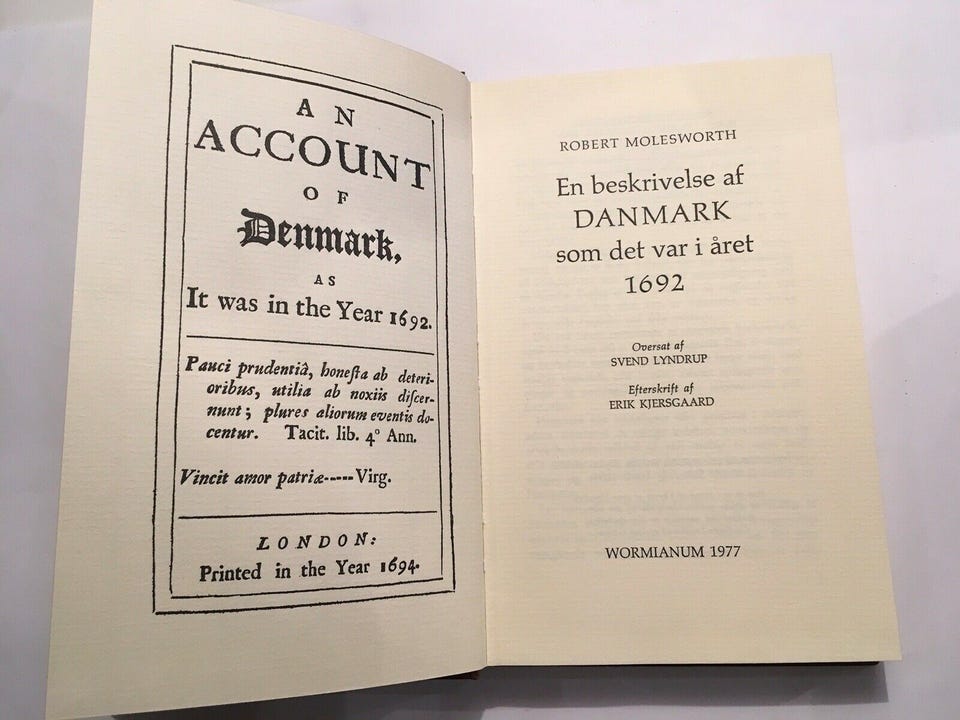 AN
ACCOUNT
OF
Denmark,
AS
It was in the Year 1692.
Pauci prudentiâ, honeſta ab deteri-
oribus, utilia ab noxiis diſcer-
nunt; plures aliorum eventis do-
centur. Tacit. lib. 4° Ann.
Vincit amor patriæ-----Virg.
LONDON:
Printed in the Year 1694.
ROBERT MOLESWORTH
En beskrivelse af
DANMARK
som det var i året
1692
Oversat af
SVEND LYNDRUP
Efterskrift af
ERIK KJERSGAARD
WORMIANUM 1977